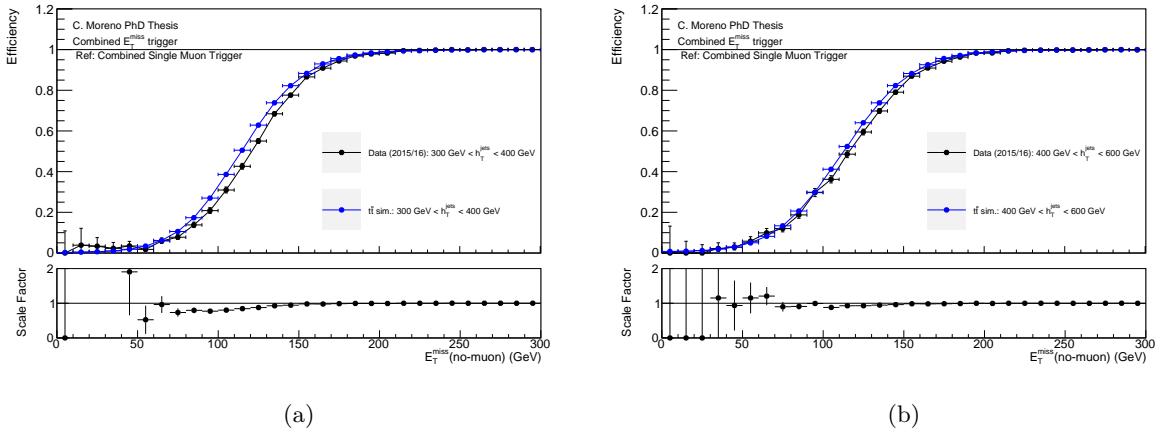 C. Moreno PhD Thesis
Combined E_T^miss trigger
Ref: Combined Single Muon Trigger
Efficiency
1
0.8
0.6
0.4
0.2
0
Data (2015/16): 300 GeV < h_T^jets < 400 GeV
tt̄ sim.: 300 GeV < h_T^jets < 400 GeV
Scale Factor
2
1
0
0 50 100 150 200 250 300
E_T^miss(no-muon) (GeV)
(a)
C. Moreno PhD Thesis
Combined E_T^miss trigger
Ref: Combined Single Muon Trigger
Efficiency
1
0.8
0.6
0.4
0.2
0
Data (2015/16): 400 GeV < h_T^jets < 600 GeV
tt̄ sim.: 400 GeV < h_T^jets < 600 GeV
Scale Factor
2
1
0
0 50 100 150 200 250 300
E_T^miss(no-muon) (GeV)
(b)